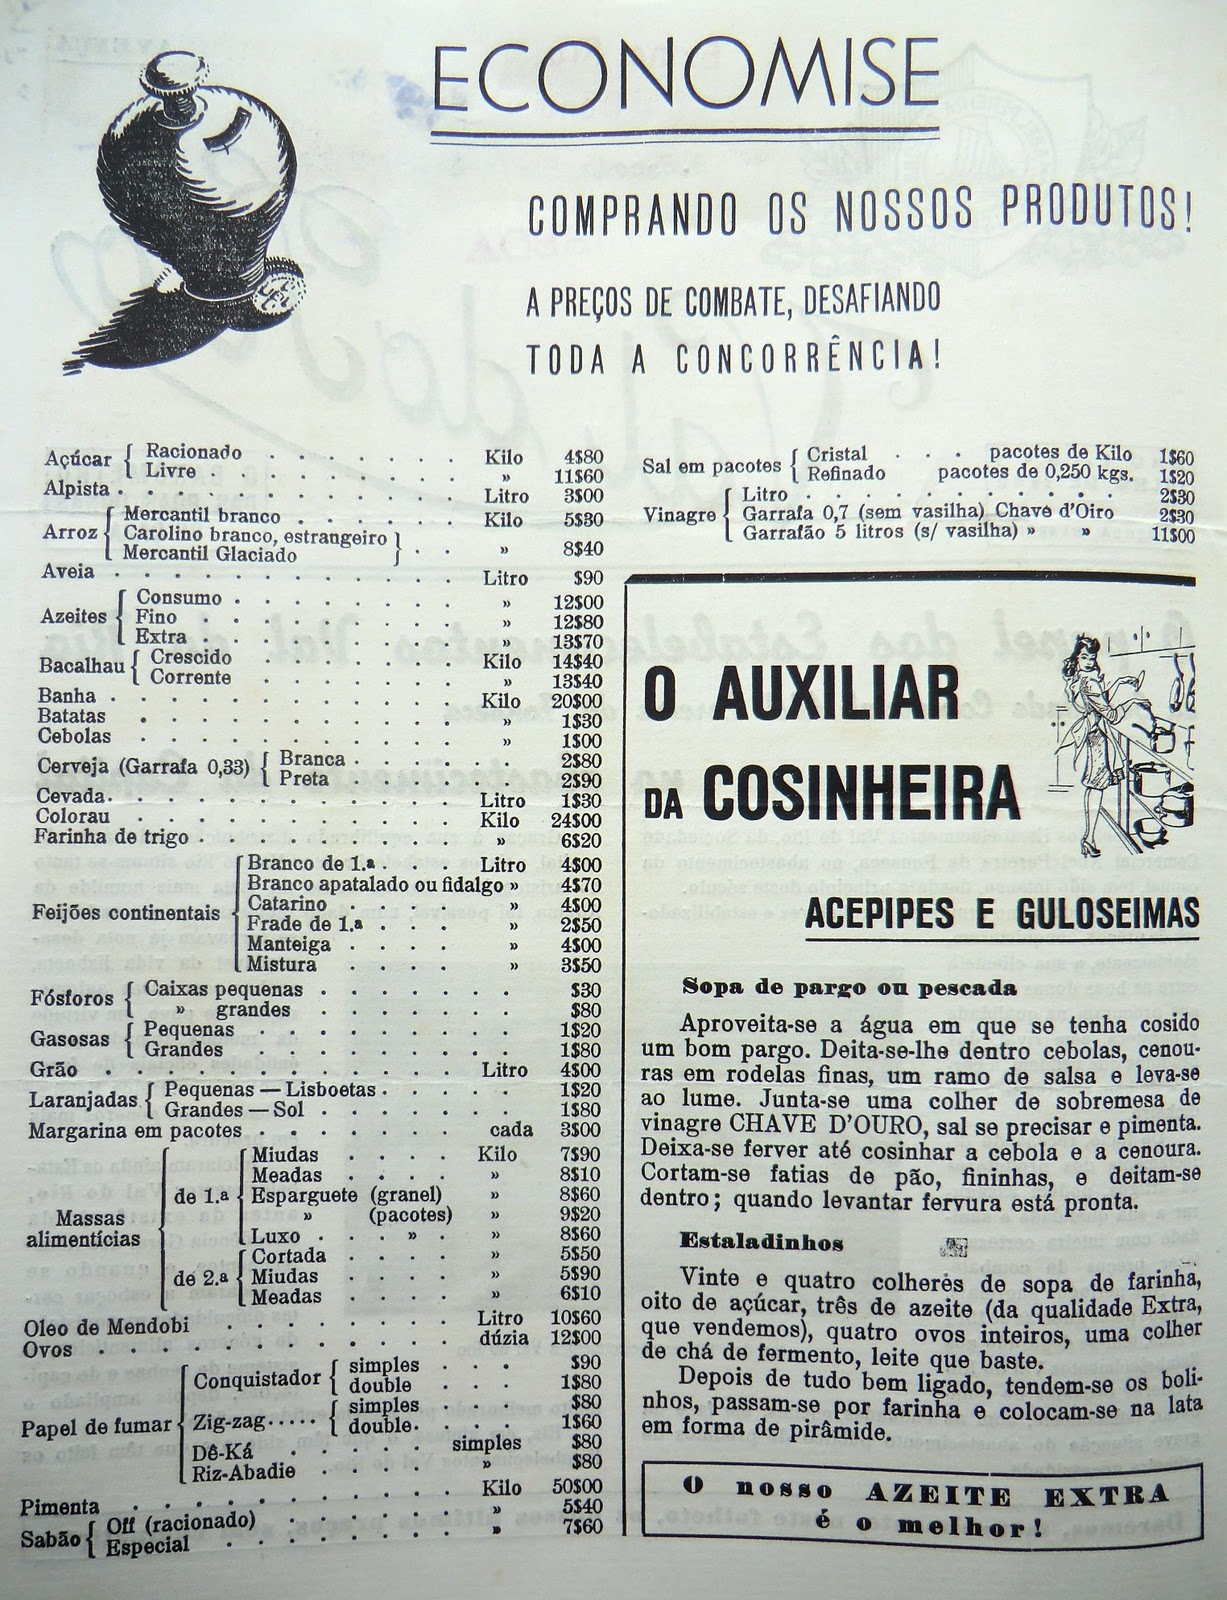 ECONOMISE
COMPRANDO OS NOSSOS PRODUTOS!
A PREÇOS DE COMBATE, DESAFIANDO
TODA A CONCORRÊNCIA!
Açúcar { Racionado . . . . . . . Kilo 4$80
Livre . . . . . . . . » 11$60
Alpista . . . . . . . . . . Litro 3$00
Arroz { Mercantil branco . . . . . Kilo 5$30
Carolino branco, estrangeiro }
Mercantil Glaciado } . . » 8$40
Aveia . . . . . . . . . . . Litro $90
Azeites { Consumo . . . . . . . . » 12$00
Fino . . . . . . . . . » 12$80
Extra . . . . . . . . . » 13$70
Bacalhau { Crescido . . . . . . . Kilo 14$40
Corrente . . . . . . . » 13$40
Banha . . . . . . . . . . . Kilo 20$00
Batatas . . . . . . . . . . » 1$30
Cebolas . . . . . . . . . . » 1$00
Cerveja (Garrafa 0,33) { Branca . . . . . . 2$80
Preta . . . . . . 2$90
Cevada . . . . . . . . . . . Litro 1$30
Colorau . . . . . . . . . . Kilo 24$00
Farinha de trigo . . . . . . . . » 6$20
Feijões continentais { Branco de 1.ª . . . Litro 4$00
Branco apatalado ou fidalgo » 4$70
Catarino . . . . » 4$00
Frade de 1.ª . . . » 2$50
Manteiga . . . . » 4$00
Mistura . . . . » 3$50
Fósforos { Caixas pequenas . . . . . . . $30
» grandes . . . . . . . $80
Gasosas { Pequenas . . . . . . . . . 1$20
Grandes . . . . . . . . . 1$80
Grão . . . . . . . . . . . Litro 4$00
Laranjadas { Pequenas — Lisboetas . . . . . 1$20
Grandes — Sol . . . . . . . 1$80
Margarina em pacotes . . . . . . . cada 3$00
Massas alimentícias { de 1.ª { Miudas . . . . Kilo 7$90
Meadas . . . . » 8$10
Esparguete (granel) » 8$60
» (pacotes) » 9$20
Luxo . . . » » 8$60
de 2.ª { Cortada . . . . » 5$50
Miudas . . . . » 5$90
Meadas . . . . » 6$10
Oleo de Mendobi . . . . . . . . Litro 10$60
Ovos . . . . . . . . . . . dúzia 12$00
Papel de fumar { Conquistador { simples . . . $90
double . . . 1$80
Zig-zag ..... { simples . . . $80
double . . . 1$60
Dê-Ká . . . . . simples $80
Riz-Abadie . . . . . » $80
Pimenta . . . . . . . . . . Kilo 50$00
Sabão { Off (racionado) . . . . . . » 5$40
Especial . . . . . . . . » 7$60
Sal em pacotes { Cristal . . . pacotes de Kilo 1$60
Refinado pacotes de 0,250 kgs. 1$20
Vinagre { Litro . . . . . . . . . . . 2$30
Garrafa 0,7 (sem vasilha) Chave d'Oiro 2$30
Garrafão 5 litros (s/ vasilha) » » 11$00
O AUXILIAR
DA COSINHEIRA
ACEPIPES E GULOSEIMAS
Sopa de pargo ou pescada
Aproveita-se a água em que se tenha cosido
um bom pargo. Deita-se-lhe dentro cebolas, cenou-
ras em rodelas finas, um ramo de salsa e leva-se
ao lume. Junta-se uma colher de sobremesa de
vinagre CHAVE D'OURO, sal se precisar e pimenta.
Deixa-se ferver até cosinhar a cebola e a cenoura.
Cortam-se fatias de pão, fininhas, e deitam-se
dentro; quando levantar fervura está pronta.
Estaladinhos
Vinte e quatro colheres de sopa de farinha,
oito de açúcar, três de azeite (da qualidade Extra,
que vendemos), quatro ovos inteiros, uma colher
de chá de fermento, leite que baste.
Depois de tudo bem ligado, tendem-se os boli-
nhos, passam-se por farinha e colocam-se na lata
em forma de pirâmide.
O nosso AZEITE EXTRA
é o melhor!